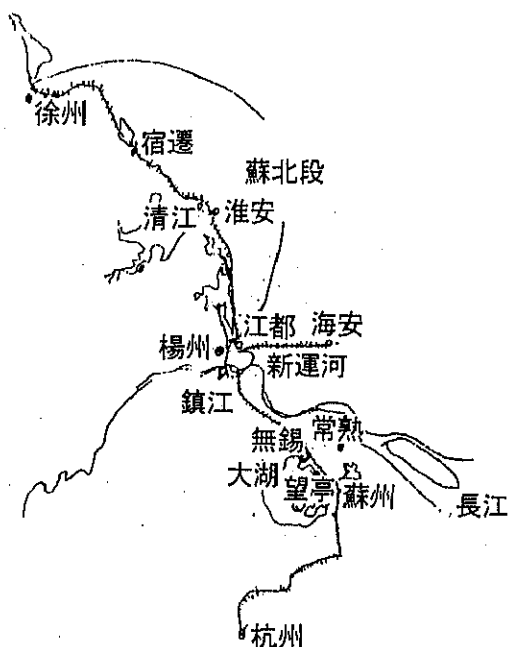 徐州
宿遷
蘇北段
清江
淮安
江都
海安
楊州
新運河
鎮江
無錫
常熟
大湖
望亭
蘇州
長江
杭州